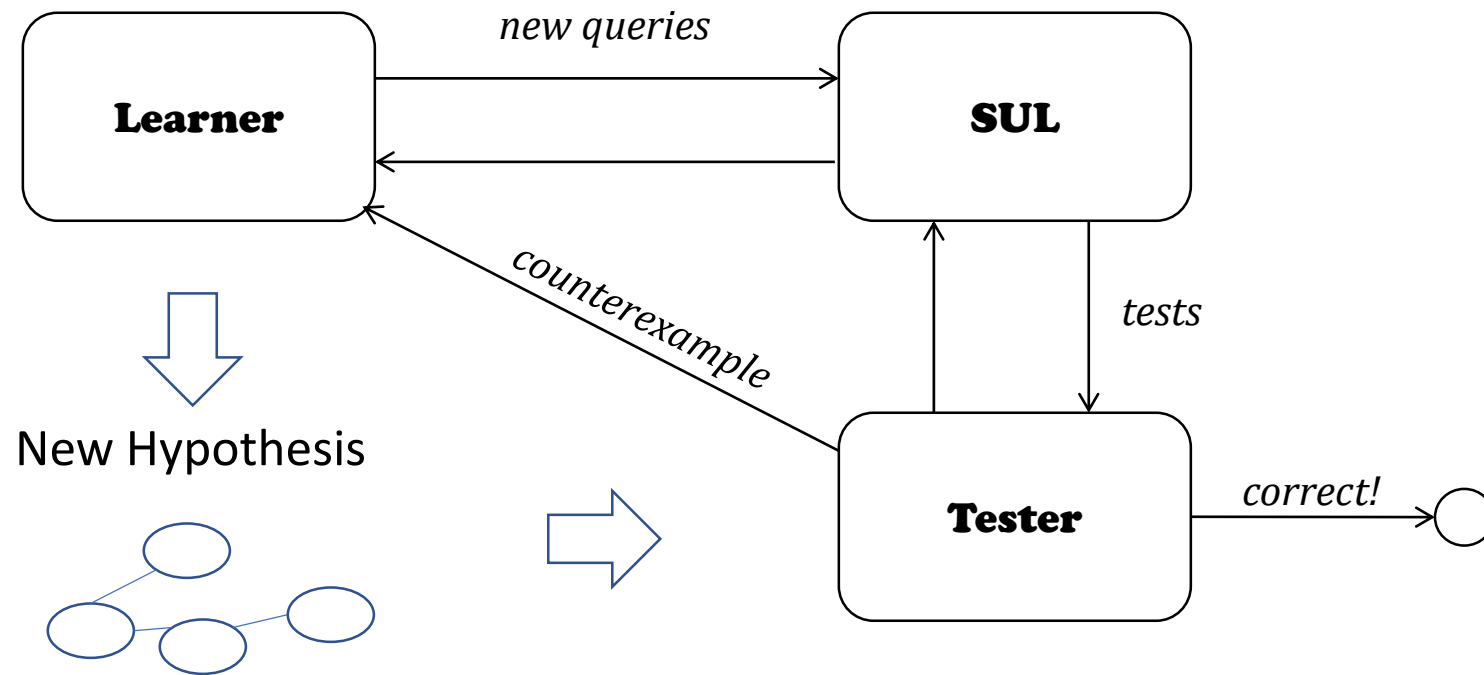 new queries
Learner
SUL
counterexample
tests
New Hypothesis
correct!
Tester